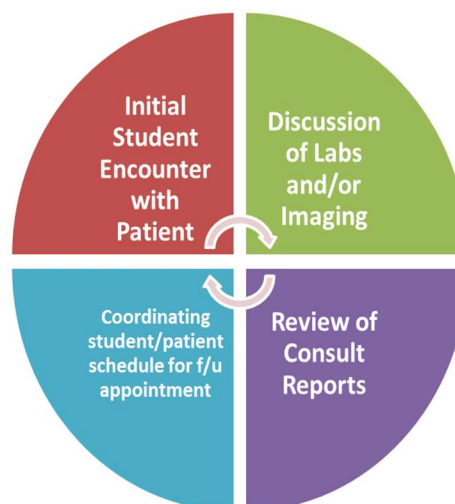 Initial
Student
Encounter
with
Patient
Discussion
of Labs
and/or
Imaging
Coordinating
student/patient
schedule for f/u
appointment
Review of
Consult
Reports